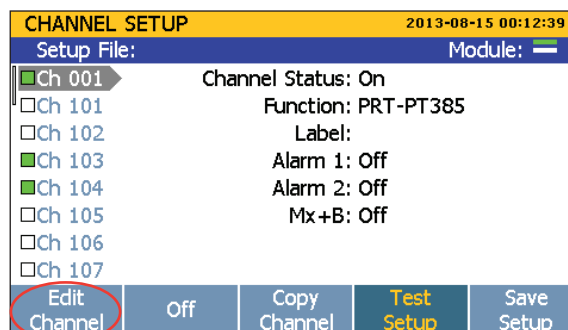 CHANNEL SETUP 2013-08-15 00:12:39
Setup File: Module:
Ch 001 Channel Status: On
Ch 101 Function: PRT-PT385
Ch 102 Label:
Ch 103 Alarm 1: Off
Ch 104 Alarm 2: Off
Ch 105 Mx+B: Off
Ch 106
Ch 107
Edit Channel Off Copy Channel Test Setup Save Setup